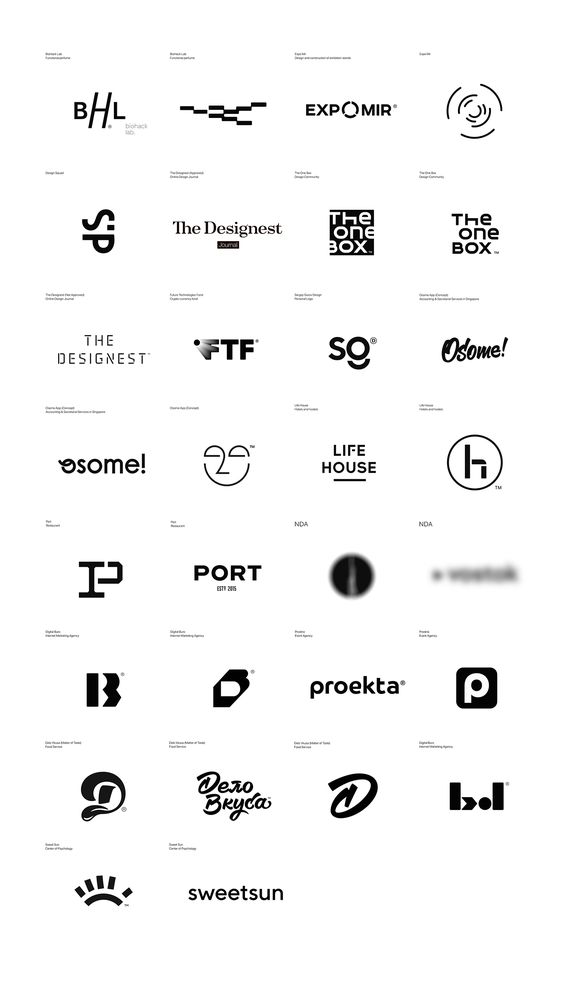 Biohack Lab
Functional perfume
Biohack Lab
Functional perfume
Expo Mir
Design and construction of exhibition stands
Expo Mir
BHL®
biohack
lab.
EXPOMIR®
Design Squad
The Designest (Approved)
Online Design Journal
The One Box
Design Community
The One Box
Design Community
SP
The Designest
Journal
The
one
BOX™
The
one
BOX™
The Designest (Not Approved)
Online Design Journal
Future Technologies Fund
Crypto currency fund
Personal Logo
Osome App (Concept)
Accounting & Secretarial Services in Singapore
THE
DESIGNEST™
FTF®
SG®
Osome!
Osome App (Concept)
Accounting & Secretarial Services in Singapore
Osome App (Concept)
Life House
Hotels and hostels
Life House
Hotels and hostels
osome!
™
LIFE
HOUSE
h™
Port
Restaurant
Port
Restaurant
NDA
NDA
P
PORT
ESTY 2015
Digital Buro
Internet Marketing Agency
Digital Buro
Internet Marketing Agency
Proekta
Event Agency
Proekta
Event Agency
B®
®
proekta®
p
Delo Vkusa (Matter of Taste)
Food Service
Delo Vkusa (Matter of Taste)
Food Service
Delo Vkusa (Matter of Taste)
Food Service
Digital Buro
Internet Marketing Agency
®
Дело
Вкуса™
D
®
Sweet Sun
Center of Psychology
Sweet Sun
Center of Psychology
™
sweetsun